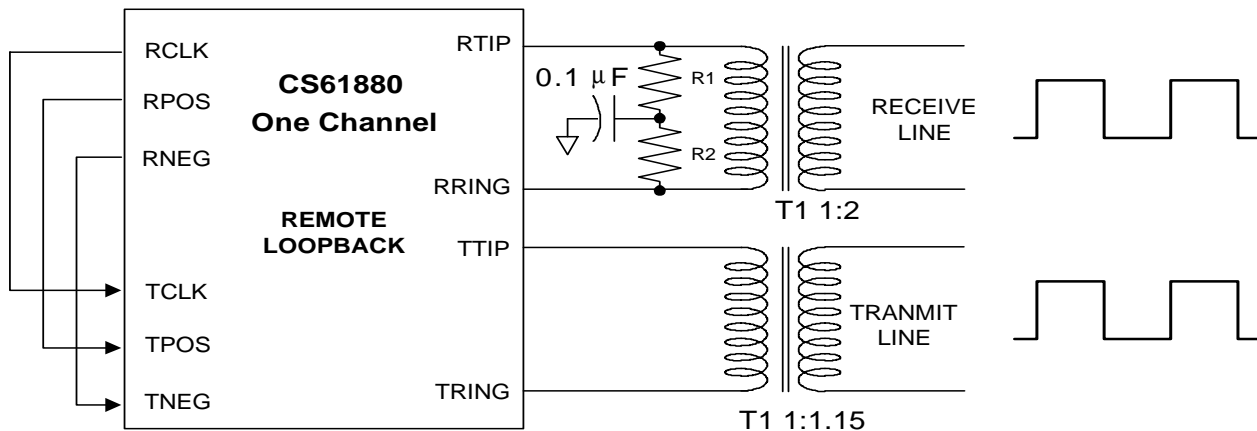 RCLK
RPOS
RNEG
CS61880
One Channel
REMOTE
LOOPBACK
TCLK
TPOS
TNEG
RTIP
RRING
TTIP
TRING
0.1 μF
R1
R2
RECEIVE
LINE
T1 1:2
TRANMIT
LINE
T1 1:1.15